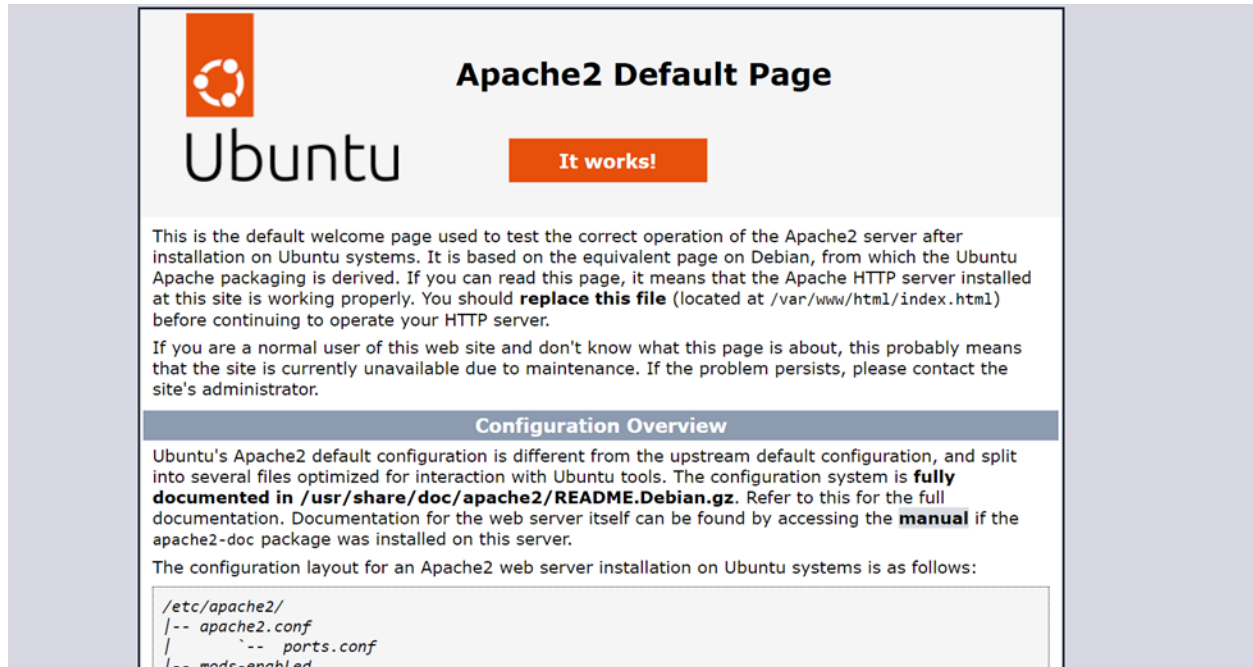 Apache2 Default Page
Ubuntu
It works!
This is the default welcome page used to test the correct operation of the Apache2 server after
installation on Ubuntu systems. It is based on the equivalent page on Debian, from which the Ubuntu
Apache packaging is derived. If you can read this page, it means that the Apache HTTP server installed
at this site is working properly. You should replace this file (located at /var/www/html/index.html)
before continuing to operate your HTTP server.
If you are a normal user of this web site and don't know what this page is about, this probably means
that the site is currently unavailable due to maintenance. If the problem persists, please contact the
site's administrator.
Configuration Overview
Ubuntu's Apache2 default configuration is different from the upstream default configuration, and split
into several files optimized for interaction with Ubuntu tools. The configuration system is fully
documented in /usr/share/doc/apache2/README.Debian.gz. Refer to this for the full
documentation. Documentation for the web server itself can be found by accessing the manual if the
apache2-doc package was installed on this server.
The configuration layout for an Apache2 web server installation on Ubuntu systems is as follows:
/etc/apache2/
|-- apache2.conf
|       `--  ports.conf
|-- mods-enabled